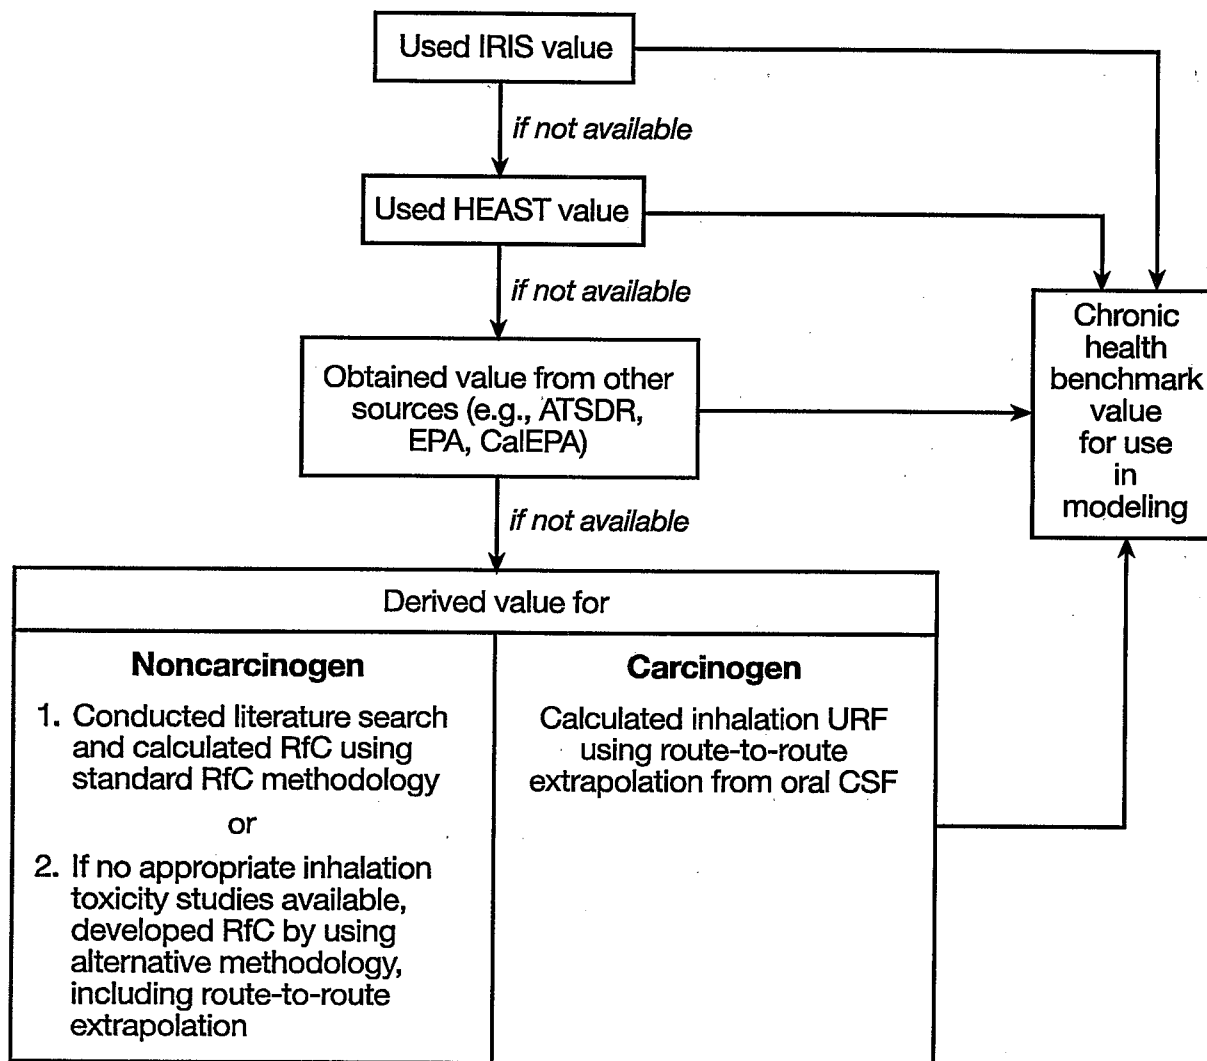 Used IRIS value
if not available
Used HEAST value
if not available
Obtained value from other
sources (e.g., ATSDR,
EPA, CalEPA)
Chronic
health
benchmark
value
for use
in
modeling
if not available
Derived value for
Noncarcinogen
1. Conducted literature search
and calculated RfC using
standard RfC methodology
or
2. If no appropriate inhalation
toxicity studies available,
developed RfC by using
alternative methodology,
including route-to-route
extrapolation
Carcinogen
Calculated inhalation URF
using route-to-route
extrapolation from oral CSF